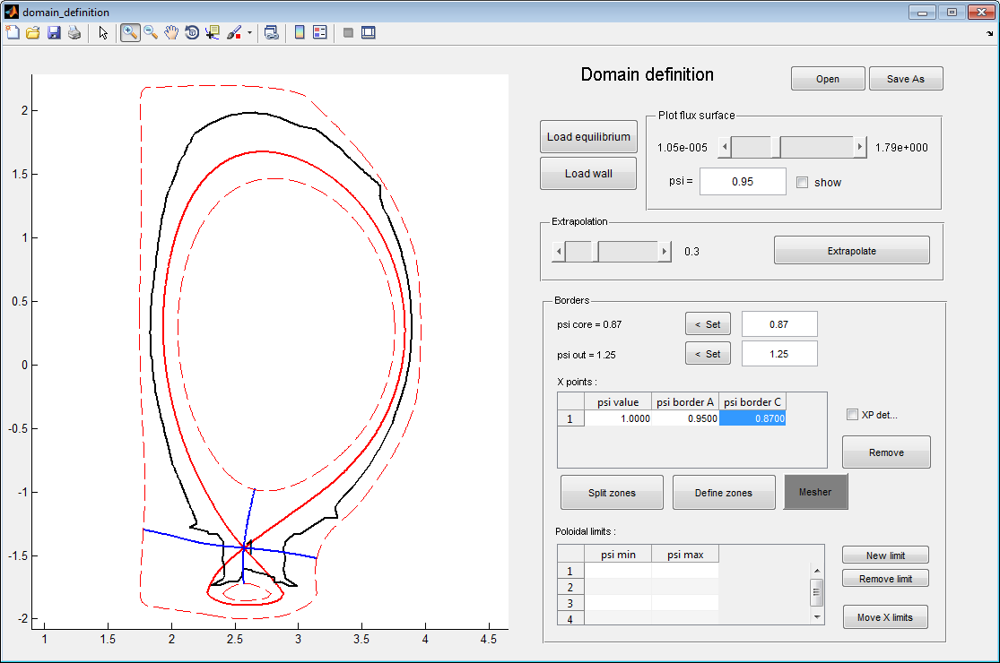 domain_definition
Domain definition
Open
Save As
Load equilibrium
Load wall
Plot flux surface
1.05e-005
1.79e+000
psi =
0.95
show
Extrapolation
0.3
Extrapolate
Borders
psi core = 0.87
< Set
0.87
psi out = 1.25
< Set
1.25
X points :
psi value psi border A psi border C
1 1.0000 0.9500 0.8700
XP det...
Remove
Split zones
Define zones
Mesher
Poloidal limits :
psi min psi max
1
2
3
4
New limit
Remove limit
Move X limits
2
1.5
1
0.5
0
-0.5
-1
-1.5
-2
1 1.5 2 2.5 3 3.5 4 4.5